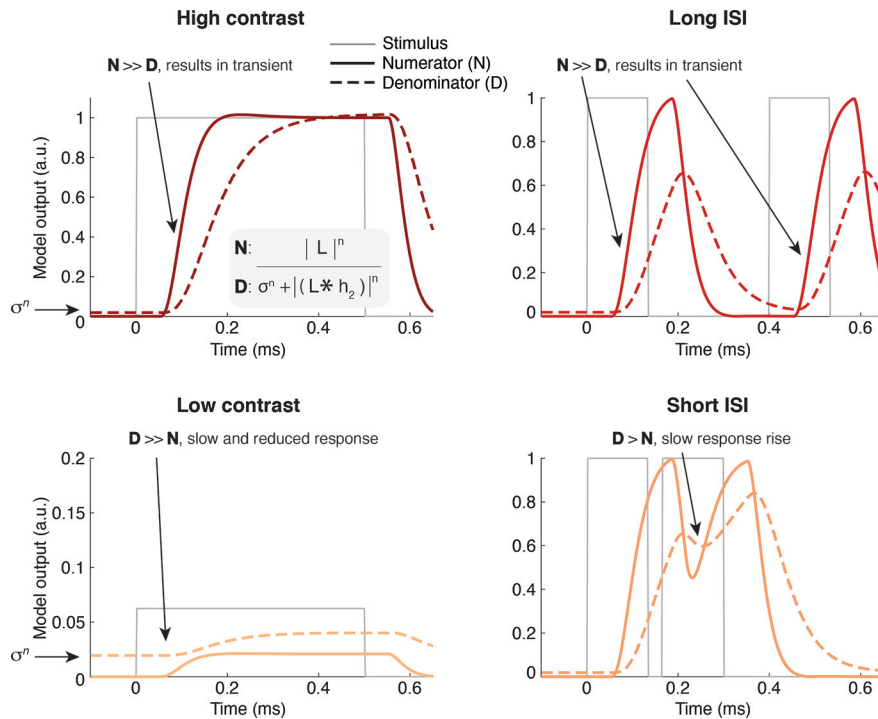 High contrast
N >> D, results in transient
Stimulus
Numerator (N)
Denominator (D)
Model output (a.u.)
1
0.8
0.6
0.4
0.2
0
σⁿ
N: | L |ⁿ
D: σⁿ + |(L* h₂)|ⁿ
0 0.2 0.4 0.6
Time (ms)
Long ISI
N >> D, results in transient
1
0.8
0.6
0.4
0.2
0
0 0.2 0.4 0.6
Time (ms)
Low contrast
D >> N, slow and reduced response
Model output (a.u.)
0.2
0.15
0.1
0.05
0
σⁿ
0 0.2 0.4 0.6
Time (ms)
Short ISI
D > N, slow response rise
1
0.8
0.6
0.4
0.2
0
0 0.2 0.4 0.6
Time (ms)